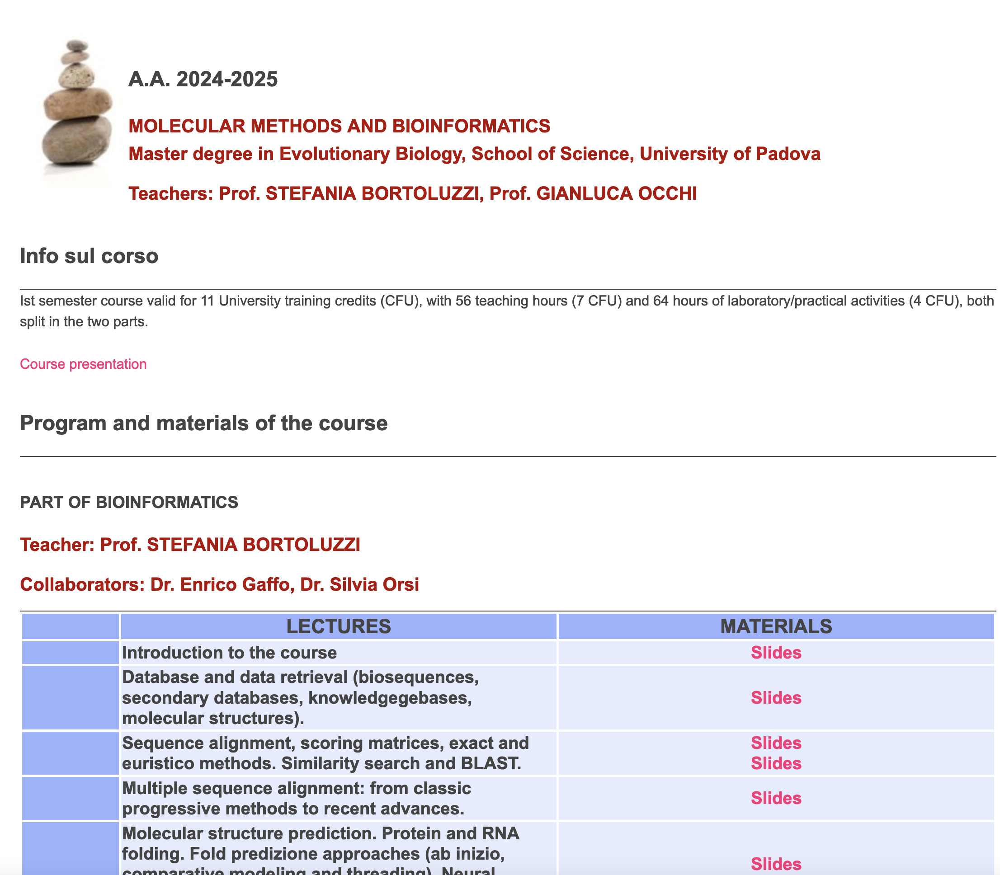 A.A. 2024-2025
MOLECULAR METHODS AND BIOINFORMATICS
Master degree in Evolutionary Biology, School of Science, University of Padova
Teachers: Prof. STEFANIA BORTOLUZZI, Prof. GIANLUCA OCCHI
Info sul corso
Ist semester course valid for 11 University training credits (CFU), with 56 teaching hours (7 CFU) and 64 hours of laboratory/practical activities (4 CFU), both
split in the two parts.
Course presentation
Program and materials of the course
PART OF BIOINFORMATICS
Teacher: Prof. STEFANIA BORTOLUZZI
Collaborators: Dr. Enrico Gaffo, Dr. Silvia Orsi
LECTURES
MATERIALS
Introduction to the course
Slides
Database and data retrieval (biosequences,
secondary databases, knowledgegebases,
molecular structures).
Slides
Sequence alignment, scoring matrices, exact and
euristico methods. Similarity search and BLAST.
Slides
Slides
Multiple sequence alignment: from classic
progressive methods to recent advances.
Slides
Molecular structure prediction. Protein and RNA
folding. Fold predizione approaches (ab inizio,
comparative modeling and threading). Neural
Slides